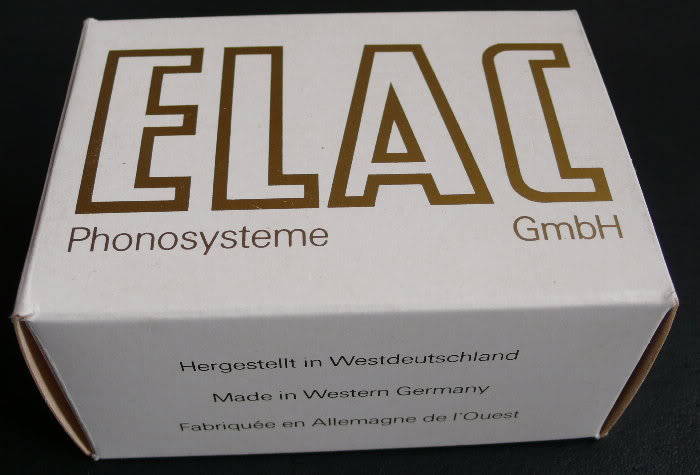 ELAC
Phonosysteme GmbH
Hergestellt in Westdeutschland
Made in Western Germany
Fabriquée en Allemagne de l'Ouest